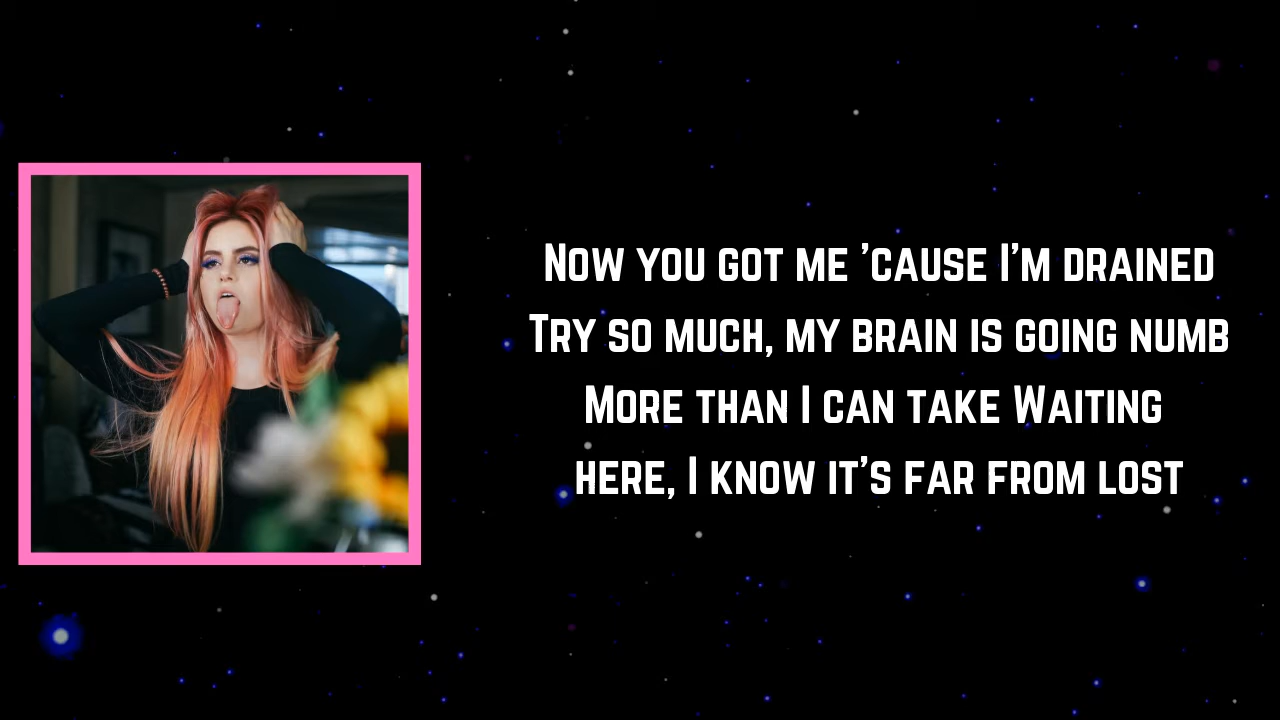 Now you got me 'cause I'm drained
Try so much, my brain is going numb
More than I can take Waiting
here, I know it's far from lost